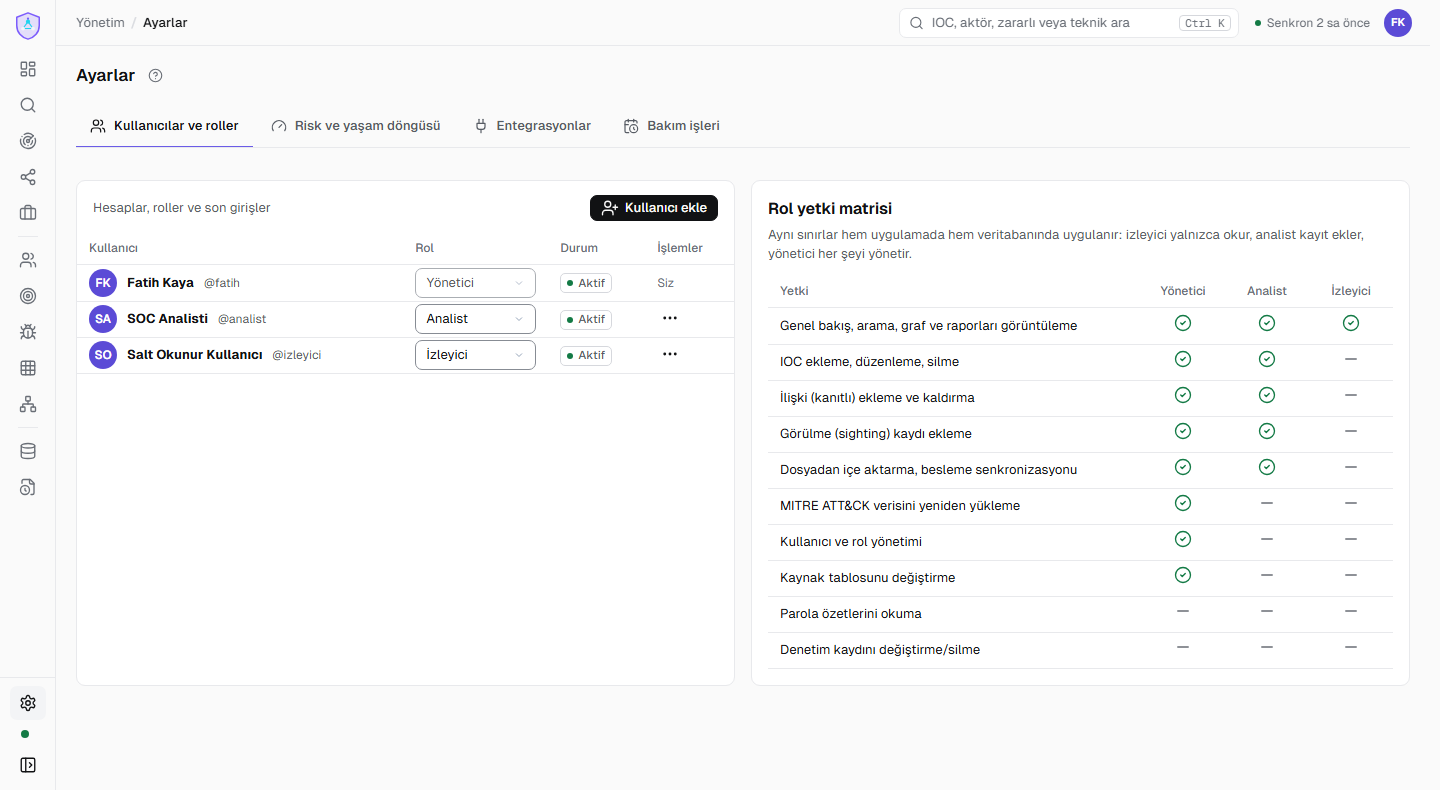 Yönetim / Ayarlar
IOC, aktör, zararlı veya teknik ara
Ctrl K
Senkron 2 sa önce
FK
Ayarlar
Kullanıcılar ve roller
Risk ve yaşam döngüsü
Entegrasyonlar
Bakım işleri
Hesaplar, roller ve son girişler
Kullanıcı ekle
Kullanıcı Rol Durum İşlemler
FK Fatih Kaya @fatih Yönetici Aktif Siz
SA SOC Analisti @analist Analist Aktif
SO Salt Okunur Kullanıcı @izleyici İzleyici Aktif
Rol yetki matrisi
Aynı sınırlar hem uygulamada hem veritabanında uygulanır: izleyici yalnızca okur, analist kayıt ekler,
yönetici her şeyi yönetir.
Yetki Yönetici Analist İzleyici
Genel bakış, arama, graf ve raporları görüntüleme
IOC ekleme, düzenleme, silme
İlişki (kanıtlı) ekleme ve kaldırma
Görülme (sighting) kaydı ekleme
Dosyadan içe aktarma, besleme senkronizasyonu
MITRE ATT&CK verisini yeniden yükleme
Kullanıcı ve rol yönetimi
Kaynak tablosunu değiştirme
Parola özetlerini okuma
Denetim kaydını değiştirme/silme